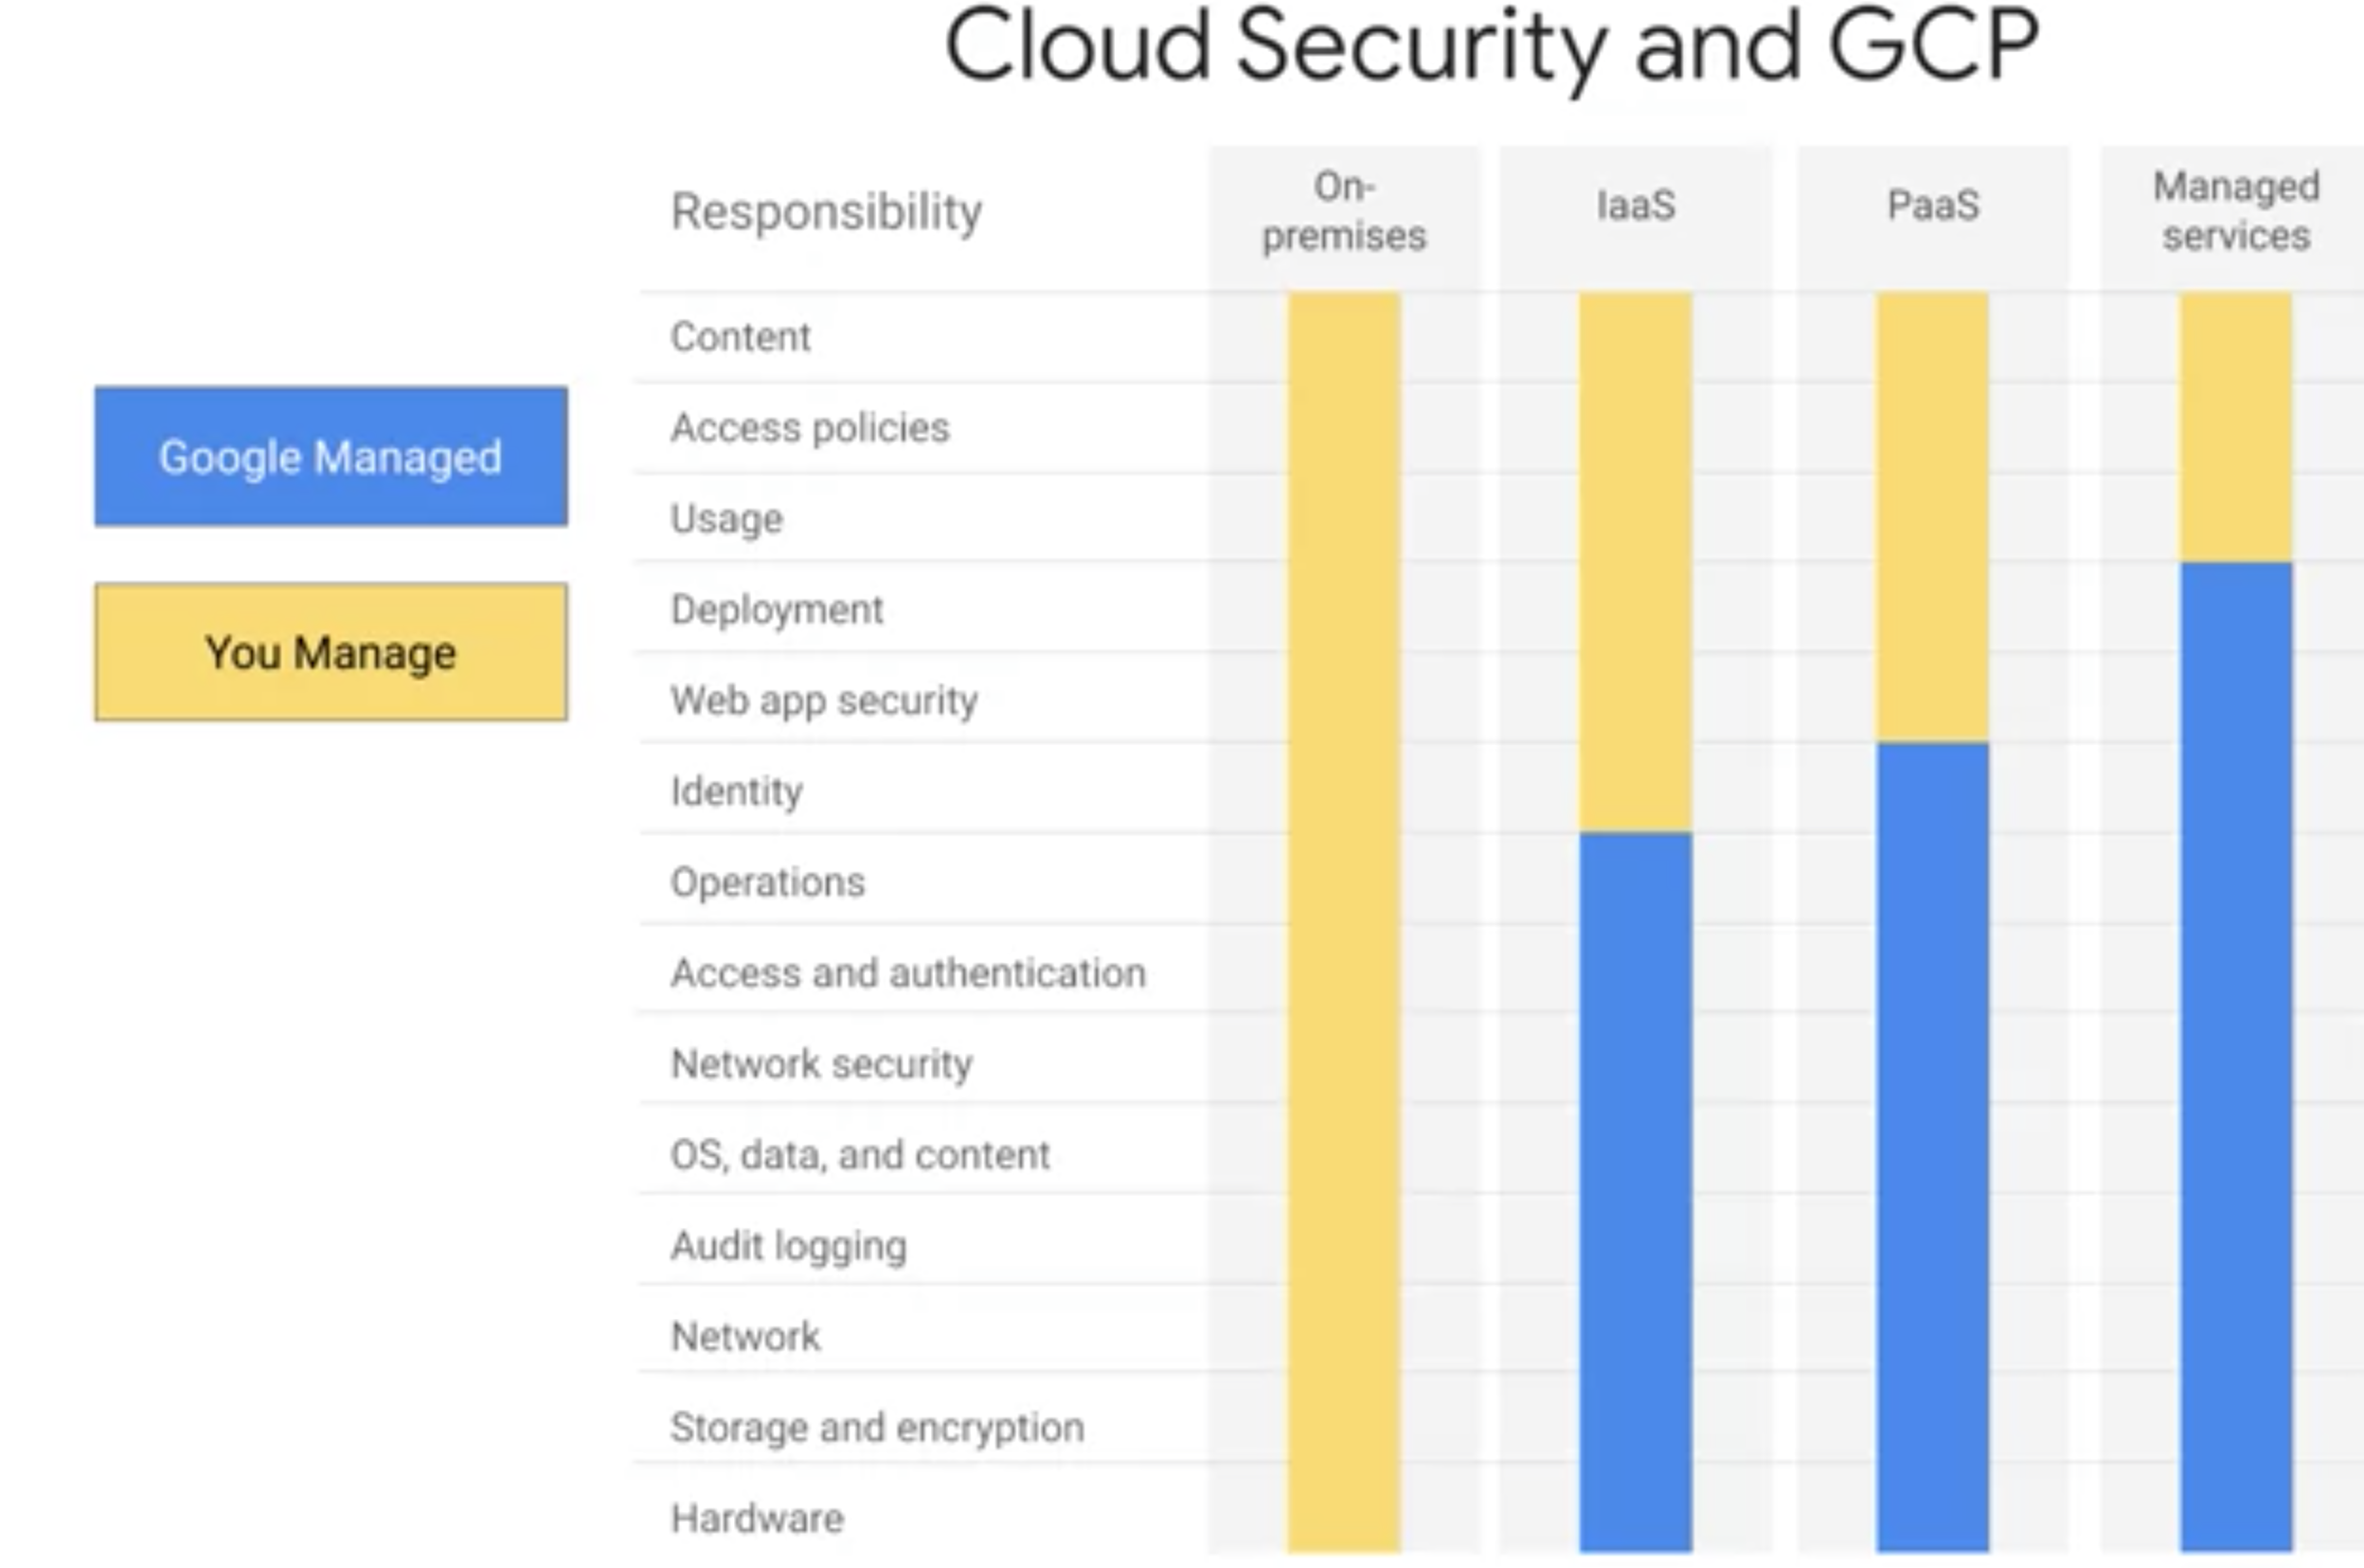 Cloud Security and GCP
Responsibility
On-
premises
IaaS
PaaS
Managed
services
Google Managed
You Manage
Content
Access policies
Usage
Deployment
Web app security
Identity
Operations
Access and authentication
Network security
OS, data, and content
Audit logging
Network
Storage and encryption
Hardware